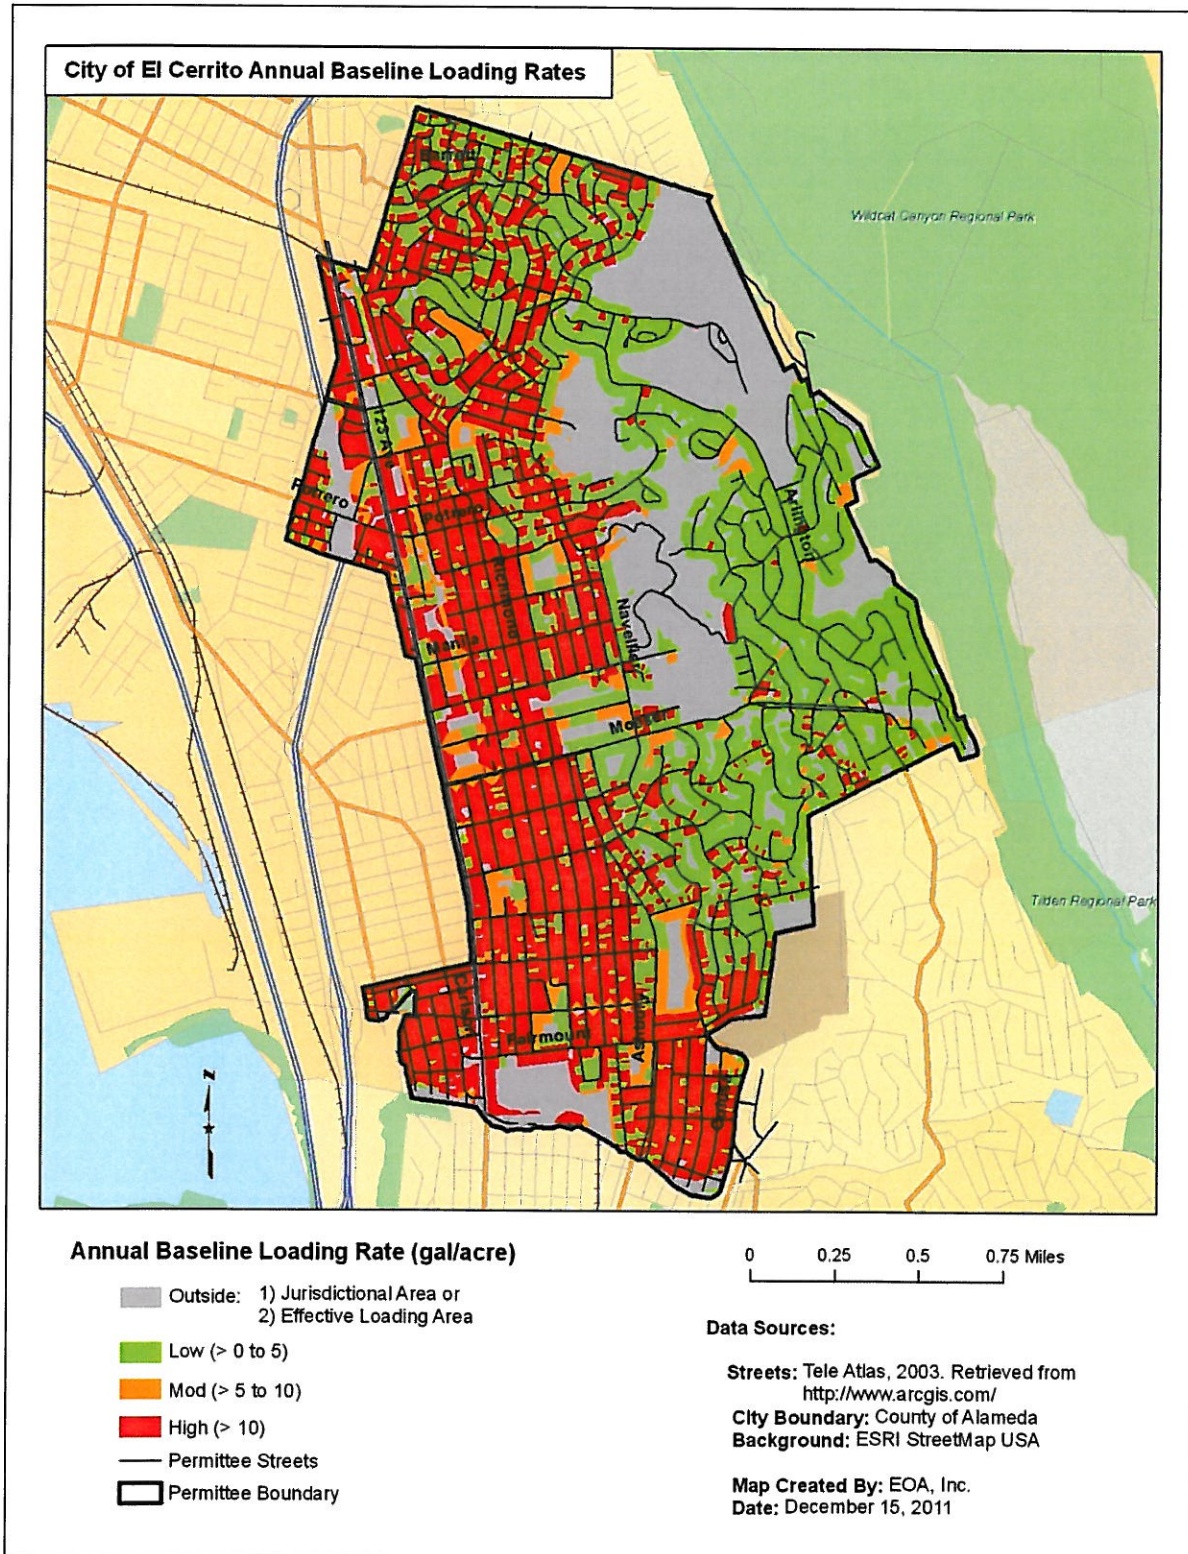 City of El Cerrito Annual Baseline Loading Rates
Wildcat Canyon Regional Park
Potrero
Potrero
Richmond
Arlington
Navellier
Manila
Moeser
Tilden Regional Park
Carlson
Fairmount
Ashbury
N
Annual Baseline Loading Rate (gal/acre)
Outside: 1) Jurisdictional Area or
2) Effective Loading Area
Low (> 0 to 5)
Mod (> 5 to 10)
High (> 10)
Permittee Streets
Permittee Boundary
0 0.25 0.5 0.75 Miles
Data Sources:
Streets: Tele Atlas, 2003. Retrieved from
http://www.arcgis.com/
City Boundary: County of Alameda
Background: ESRI StreetMap USA
Map Created By: EOA, Inc.
Date: December 15, 2011